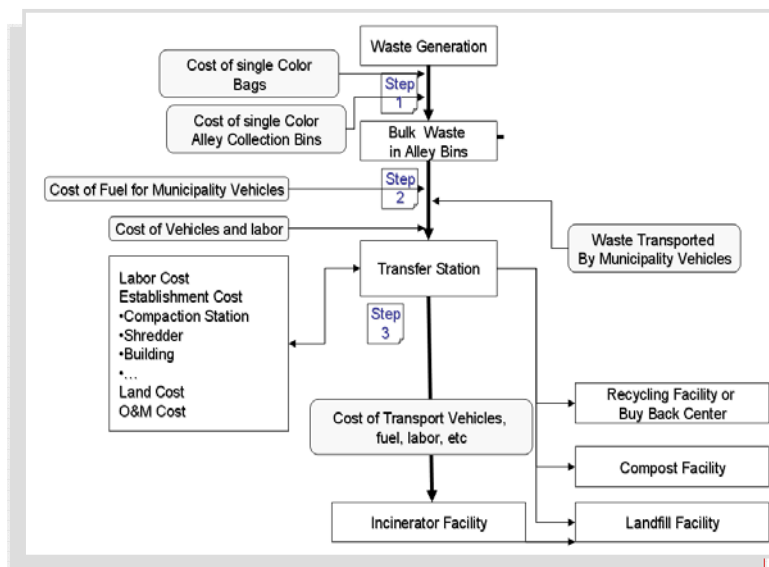 Waste Generation
Cost of single Color
Bags
Step
1
Cost of single Color
Alley Collection Bins
Bulk Waste
in Alley Bins
Cost of Fuel for Municipality Vehicles
Step
2
Cost of Vehicles and labor
Waste Transported
By Municipality Vehicles
Transfer Station
Labor Cost
Establishment Cost
•Compaction Station
•Shredder
•Building
•...
Land Cost
O&M Cost
Step
3
Recycling Facility or
Buy Back Center
Cost of Transport Vehicles,
fuel, labor, etc
Compost Facility
Incinerator Facility
Landfill Facility